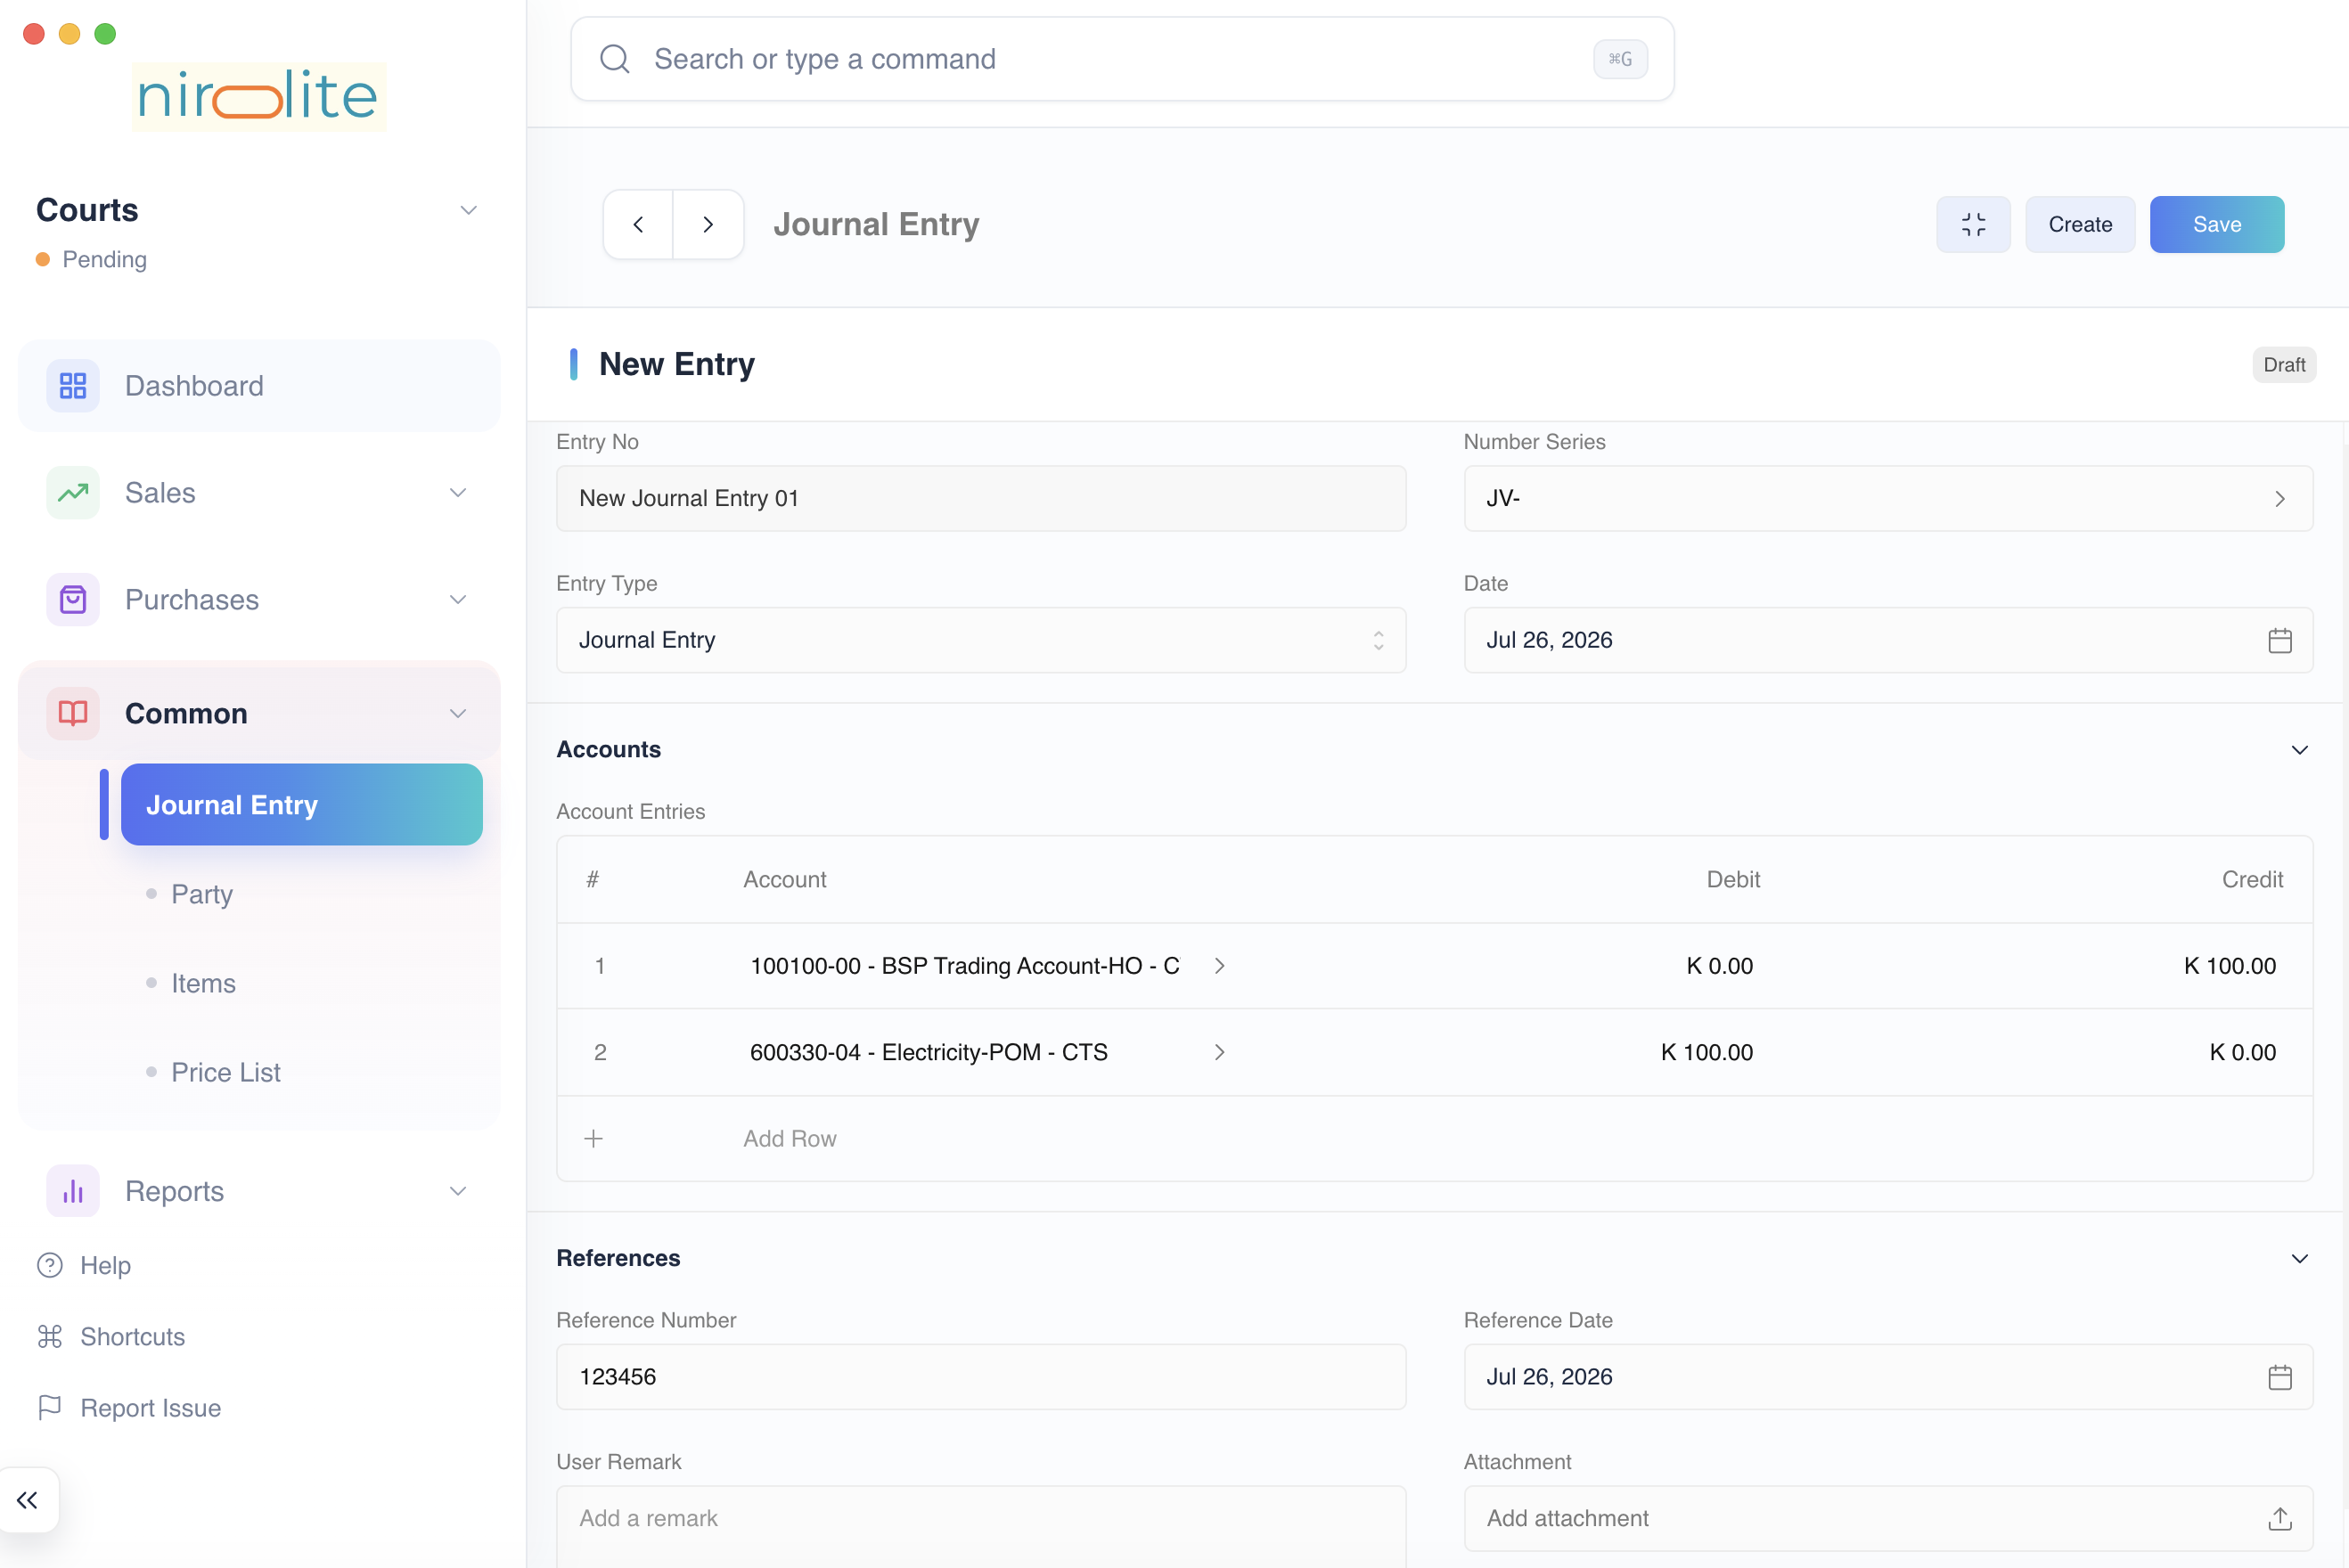 nirolite
Search or type a command
⌘G
Courts
Pending
Journal Entry
Create
Save
Dashboard
Sales
Purchases
Common
Journal Entry
Party
Items
Price List
Reports
Help
Shortcuts
Report Issue
New Entry
Draft
Entry No
Number Series
New Journal Entry 01
JV-
Entry Type
Date
Journal Entry
Jul 26, 2026
Accounts
Account Entries
# Account Debit Credit
1 100100-00 - BSP Trading Account-HO - C K 0.00 K 100.00
2 600330-04 - Electricity-POM - CTS K 100.00 K 0.00
Add Row
References
Reference Number
Reference Date
123456
Jul 26, 2026
User Remark
Attachment
Add a remark
Add attachment